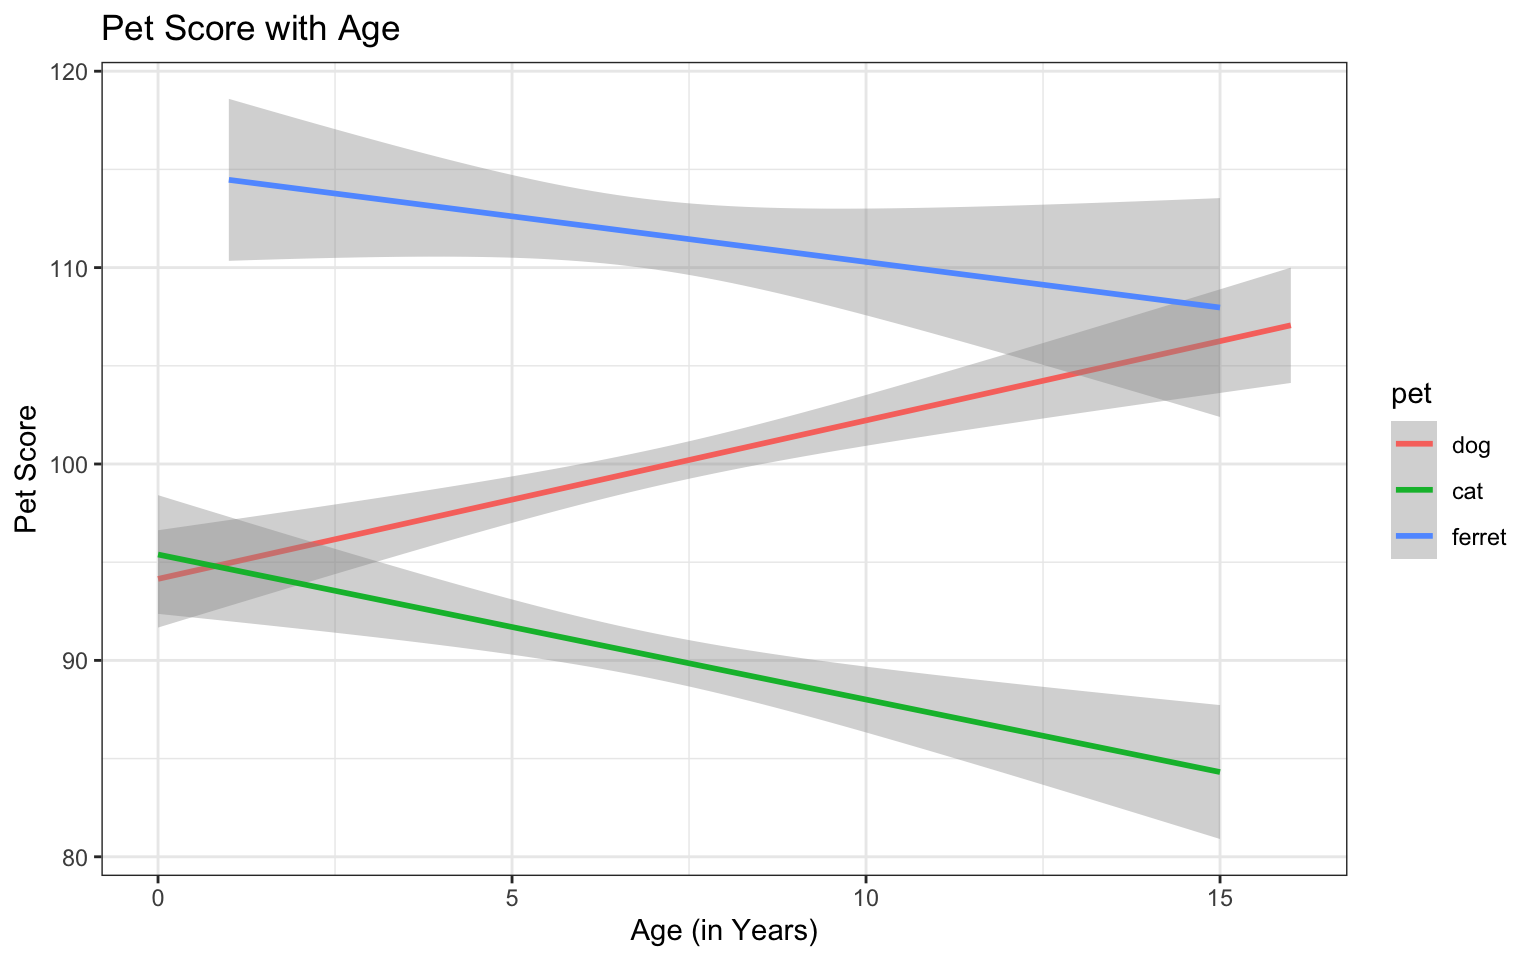 Pet Score with Age
120
110
100
90
80
Pet Score
0 5 10 15
Age (in Years)
pet
dog
cat
ferret